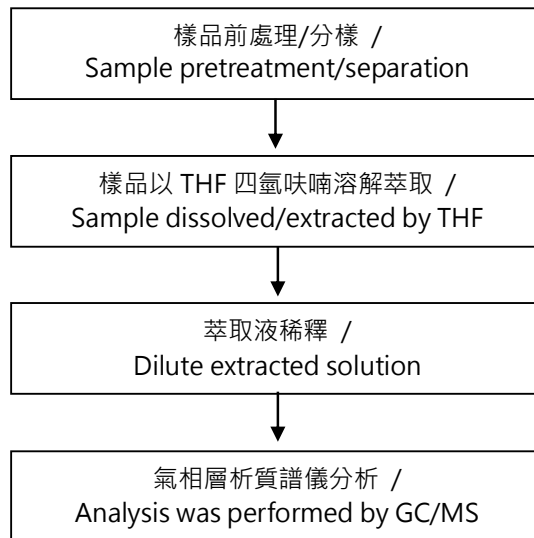 樣品前處理/分樣 /
Sample pretreatment/separation
樣品以 THF 四氫呋喃溶解萃取 /
Sample dissolved/extracted by THF
萃取液稀釋 /
Dilute extracted solution
氣相層析質譜儀分析 /
Analysis was performed by GC/MS